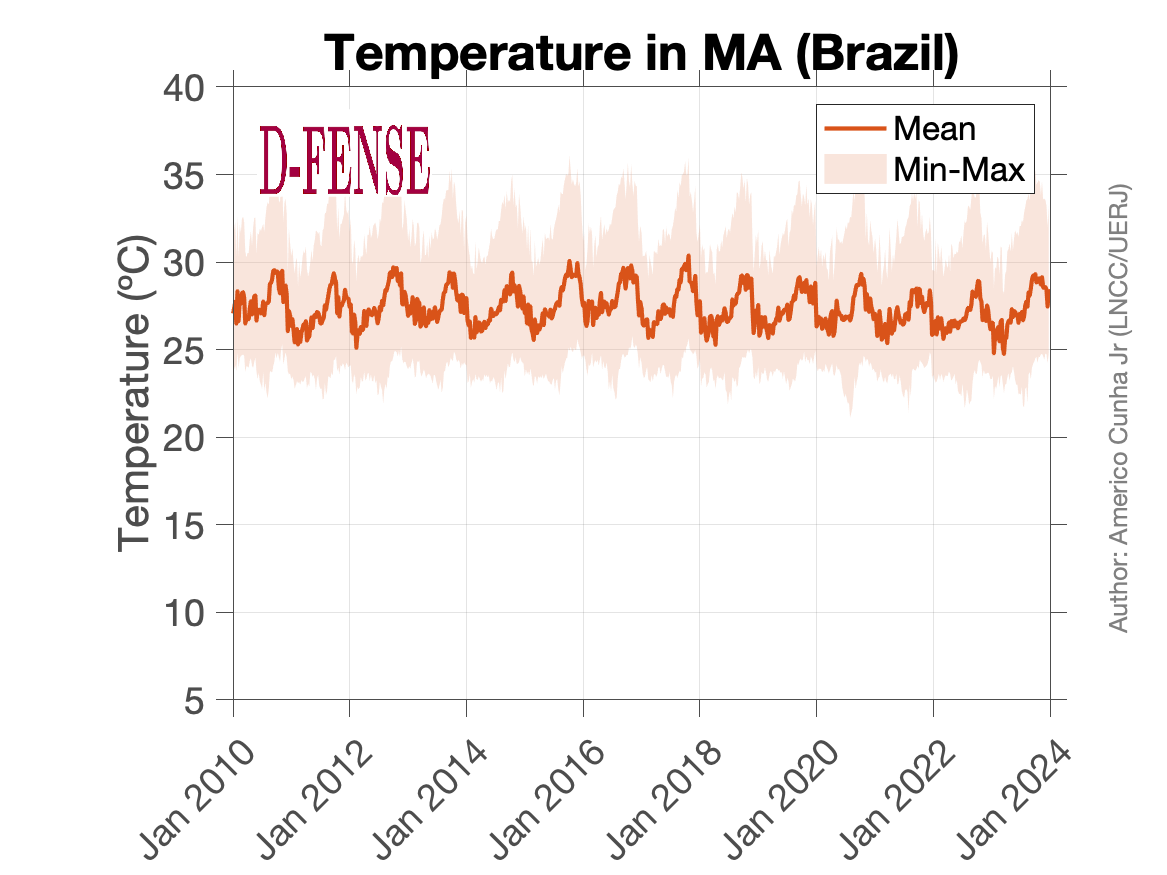 Temperature in MA (Brazil)
D-FENSE
Mean
Min-Max
Temperature (ºC)
40
35
30
25
20
15
10
5
Jan 2010
Jan 2012
Jan 2014
Jan 2016
Jan 2018
Jan 2020
Jan 2022
Jan 2024
Author: Americo Cunha Jr (LNCC/UERJ)